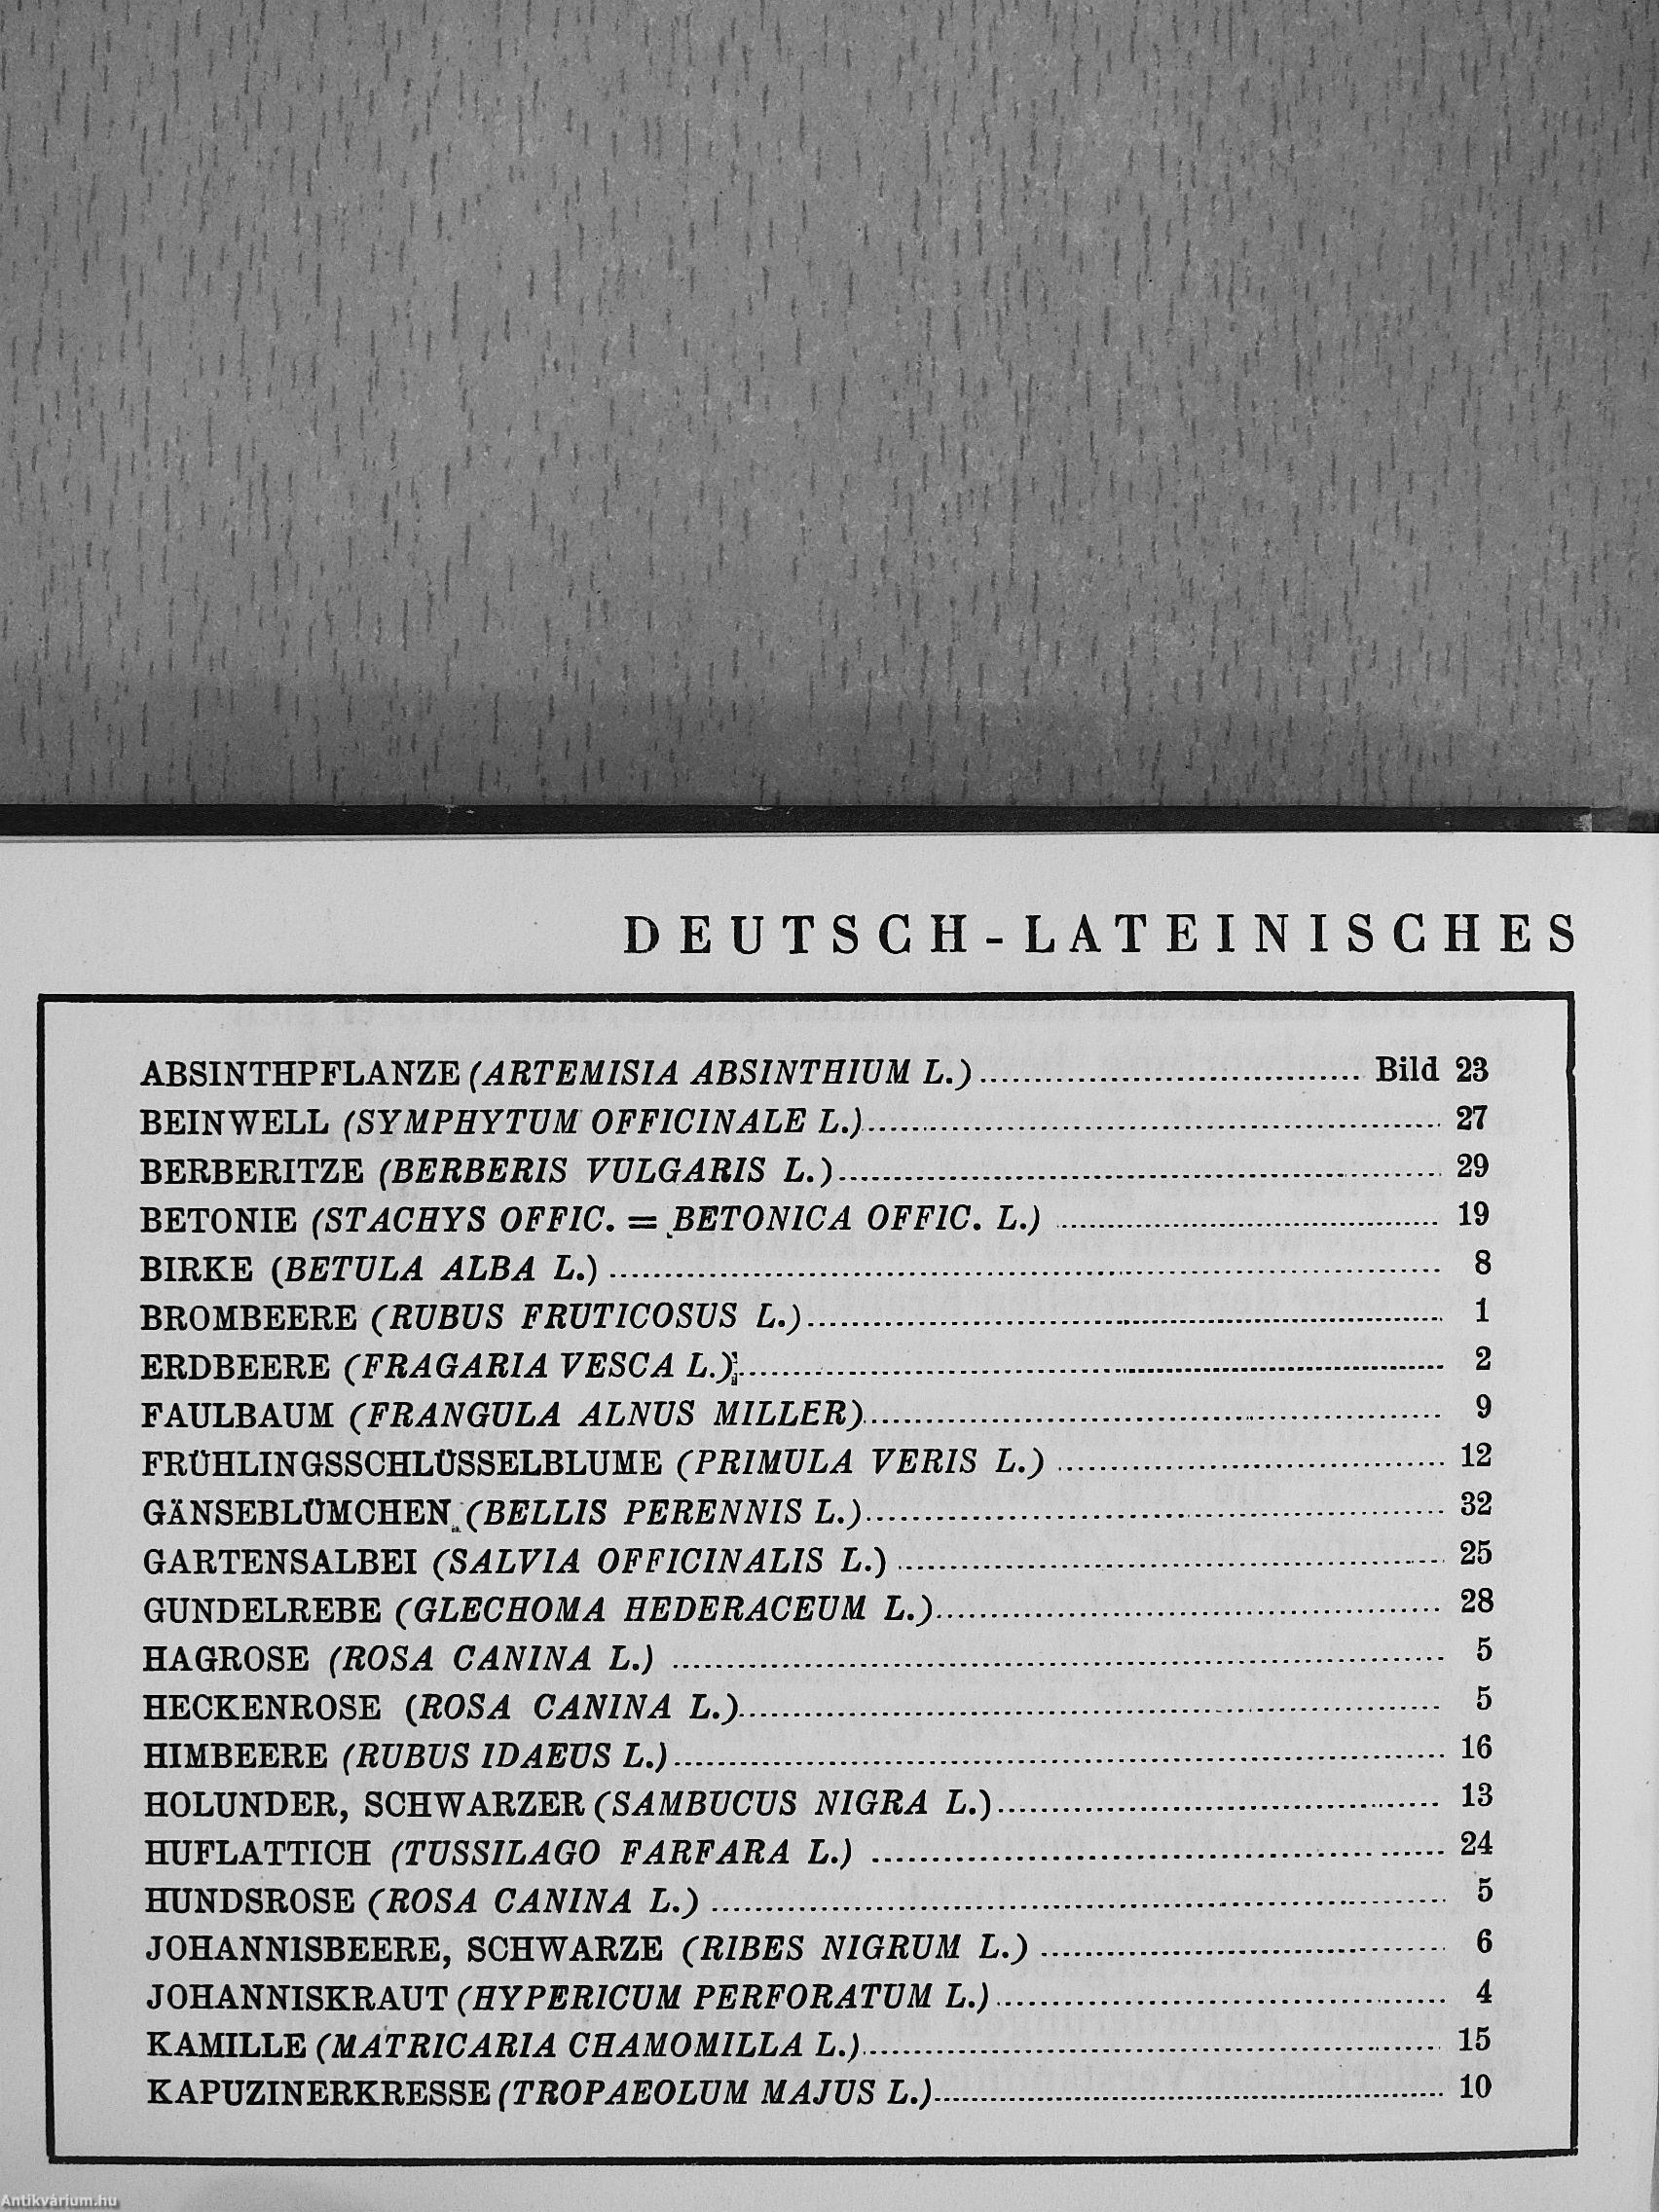 DEUTSCH-LATEINISCHES
ABSINTHPFLANZE (ARTEMISIA ABSINTHIUM L.) ........ Bild 23
BEINWELL (SYMPHYTUM OFFICINALE L.) ........ 27
BERBERITZE (BERBERIS VULGARIS L.) ........ 29
BETONIE (STACHYS OFFIC. = BETONICA OFFIC. L.) ........ 19
BIRKE (BETULA ALBA L.) ........ 8
BROMBEERE (RUBUS FRUTICOSUS L.) ........ 1
ERDBEERE (FRAGARIA VESCA L.) ........ 2
FAULBAUM (FRANGULA ALNUS MILLER) ........ 9
FRÜHLINGSSCHLÜSSELBLUME (PRIMULA VERIS L.) ........ 12
GÄNSEBLÜMCHEN (BELLIS PERENNIS L.) ........ 32
GARTENSALBEI (SALVIA OFFICINALIS L.) ........ 25
GUNDELREBE (GLECHOMA HEDERACEUM L.) ........ 28
HAGROSE (ROSA CANINA L.) ........ 5
HECKENROSE (ROSA CANINA L.) ........ 5
HIMBEERE (RUBUS IDAEUS L.) ........ 16
HOLUNDER, SCHWARZER (SAMBUCUS NIGRA L.) ........ 13
HUFLATTICH (TUSSILAGO FARFARA L.) ........ 24
HUNDSROSE (ROSA CANINA L.) ........ 5
JOHANNISBEERE, SCHWARZE (RIBES NIGRUM L.) ........ 6
JOHANNISKRAUT (HYPERICUM PERFORATUM L.) ........ 4
KAMILLE (MATRICARIA CHAMOMILLA L.) ........ 15
KAPUZINERKRESSE (TROPAEOLUM MAJUS L.) ........ 10
Antikvárium.hu